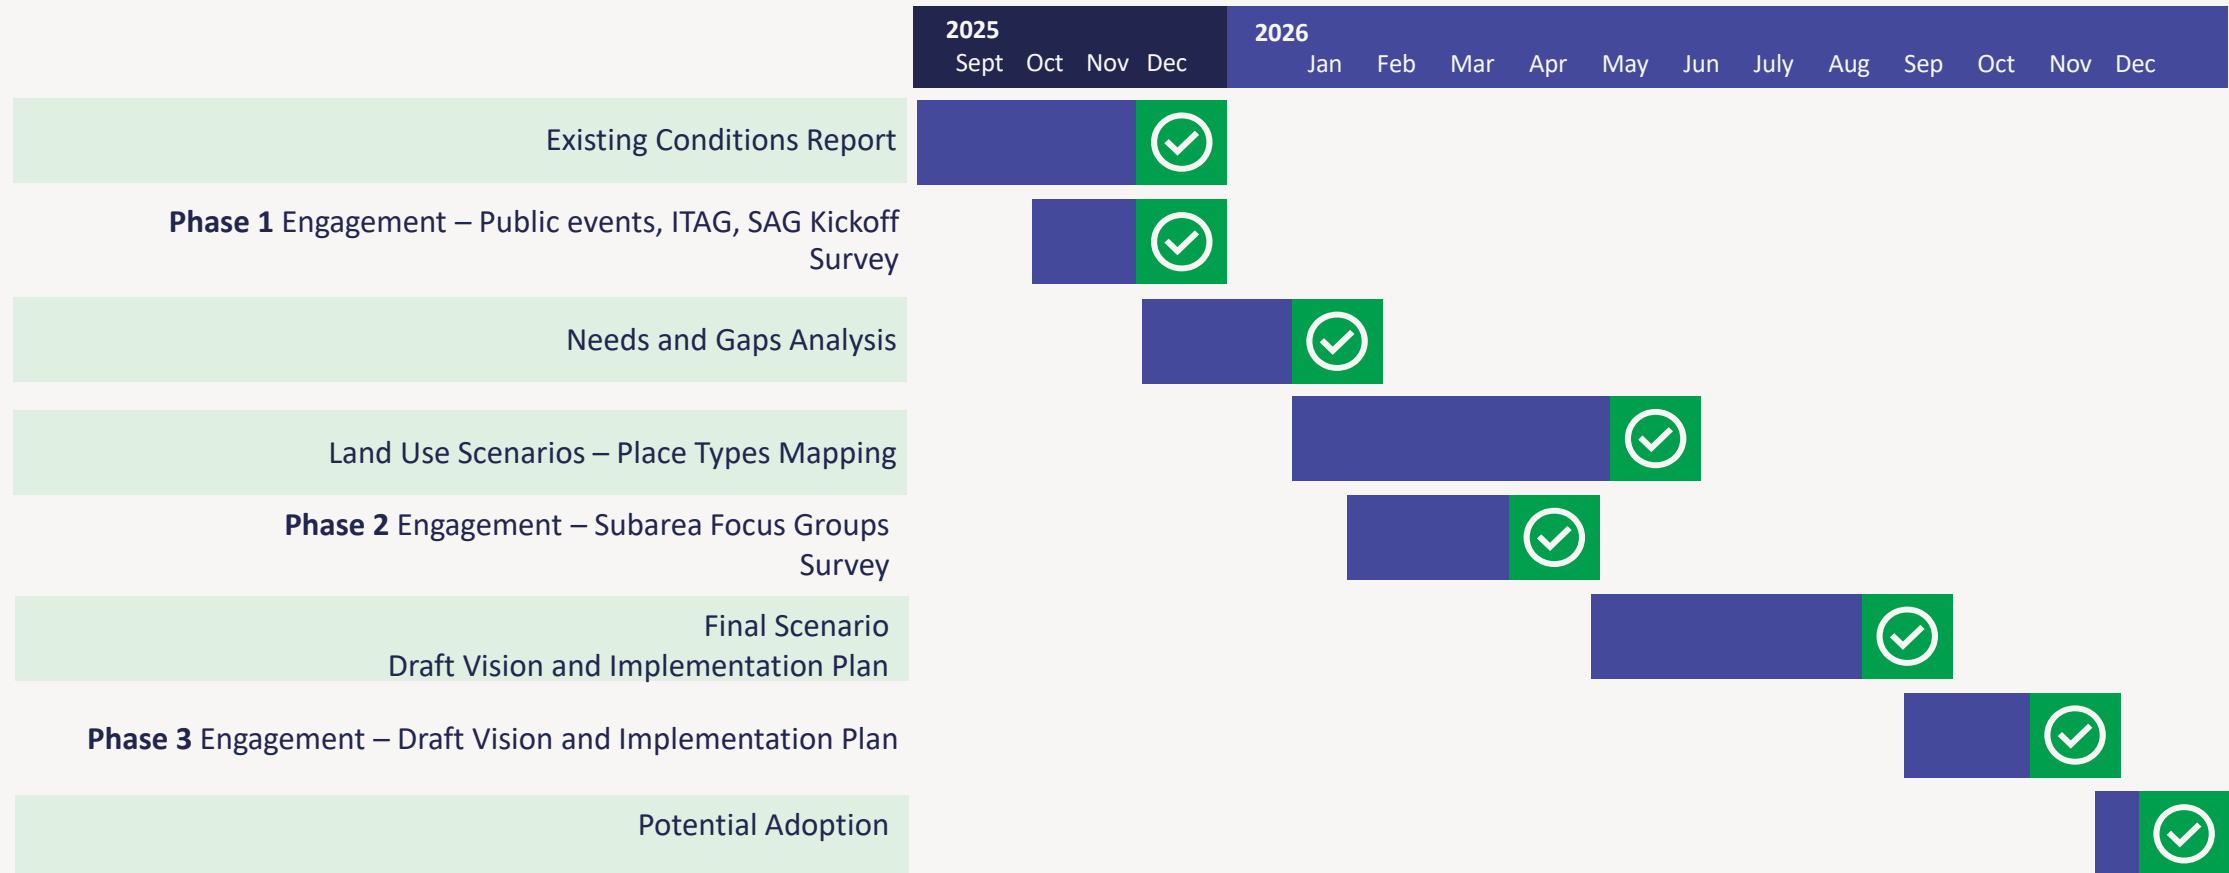 2025
Sept Oct Nov Dec
2026
Jan Feb Mar Apr May Jun July Aug Sep Oct Nov Dec
Existing Conditions Report
Phase 1 Engagement – Public events, ITAG, SAG Kickoff
Survey
Needs and Gaps Analysis
Land Use Scenarios – Place Types Mapping
Phase 2 Engagement – Subarea Focus Groups
Survey
Final Scenario
Draft Vision and Implementation Plan
Phase 3 Engagement – Draft Vision and Implementation Plan
Potential Adoption